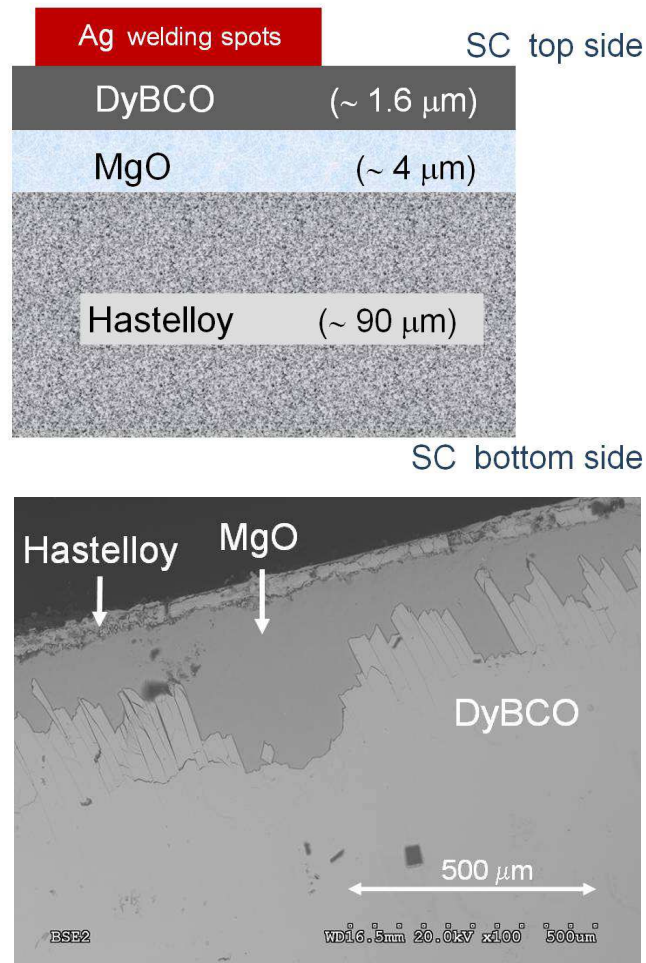 Ag welding spots
SC top side
DyBCO (~ 1.6 μm)
MgO (~ 4 μm)
Hastelloy (~ 90 μm)
SC bottom side
Hastelloy MgO
DyBCO
500 μm
BSE2 WD16.5mm 20.0kV x100 500um